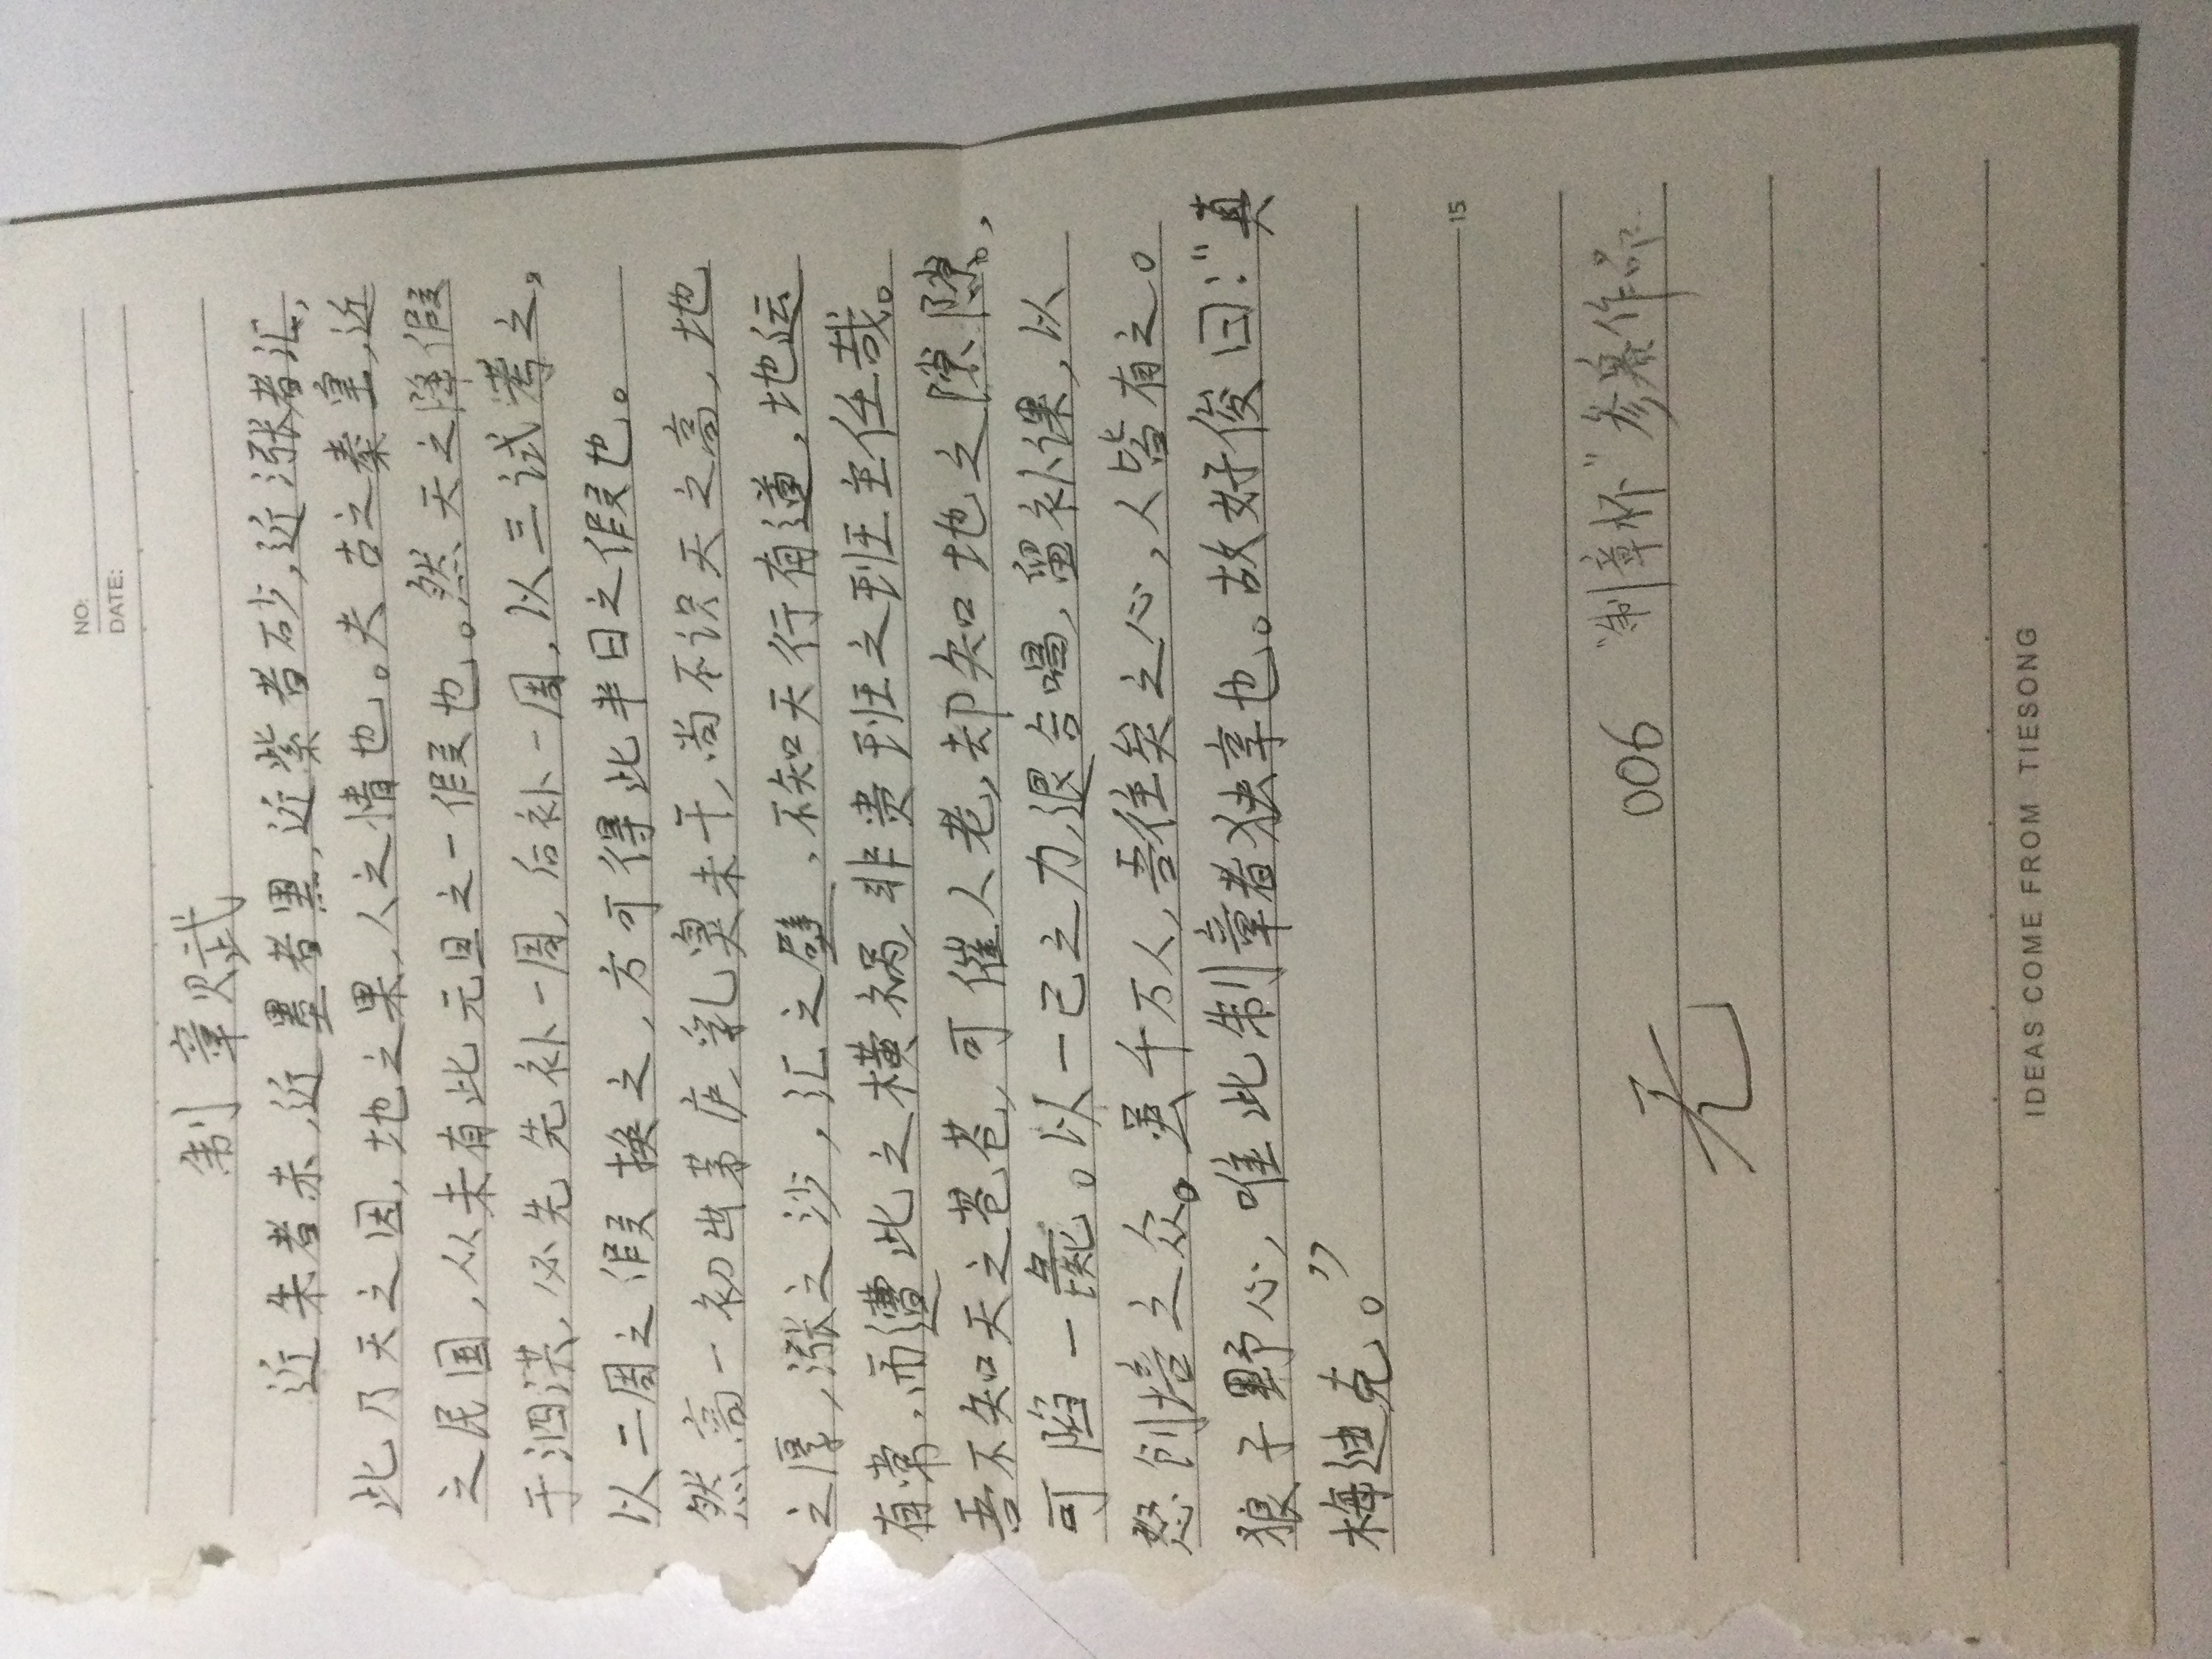 NO:
DATE:
制章赋
近朱者赤,近墨者黑,近紫者砂,近涨者汇,
此乃天之因,地之果,人之情也。夫古之秦皇,近
之民国,从未有此元旦之一假也。然天之降假
于泗洪,必先先补一周,后补一周,以三试考之,
以二周之假换之,方可得此半日之假也。
然高一初出茅庐,乳臭未干,尚不识天之高,地
之厚,涨之沙,汇之壁,不知天行有道,地运
有常,而遭此之横祸,非贵班之班主任哉。
吾不知天之苍苍,可催人老,却知地之隙隙,
可陷一彘。以一己之力,退合唱,留补课,以
怒创培之众。虽千万人,吾往矣之心,人皆有之。
狼子野心,唯此制章者独享也。故好俊曰:“真
梅迪克。”
15
006 “制章杯”参赛作品
无
IDEAS COME FROM TIESONG